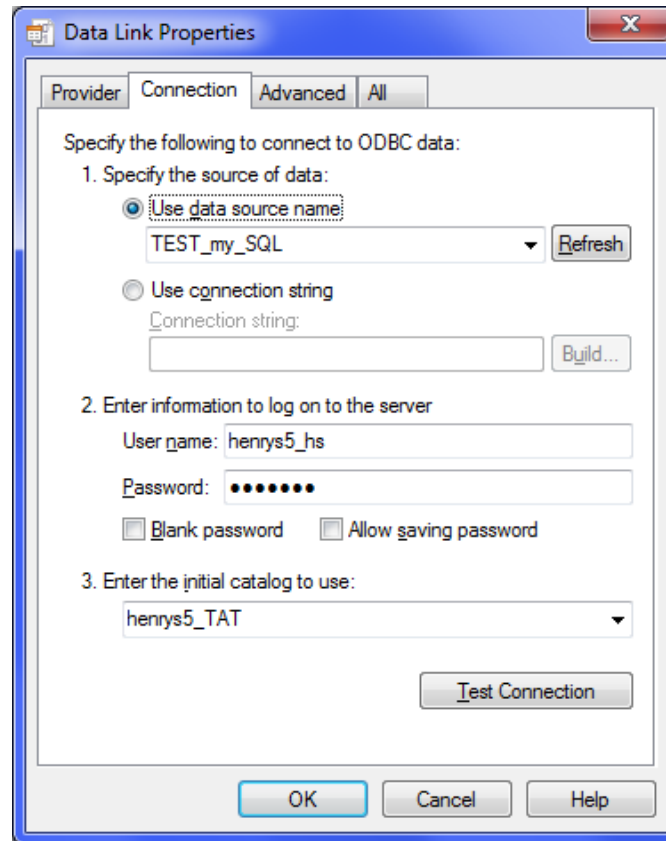 Data Link Properties
Provider Connection Advanced All
Specify the following to connect to ODBC data:
1. Specify the source of data:
Use data source name
TEST_my_SQL Refresh
Use connection string
Connection string:
Build...
2. Enter information to log on to the server
User name: henrys5_hs
Password: •••••••
Blank password Allow saving password
3. Enter the initial catalog to use:
henrys5_TAT
Test Connection
OK Cancel Help